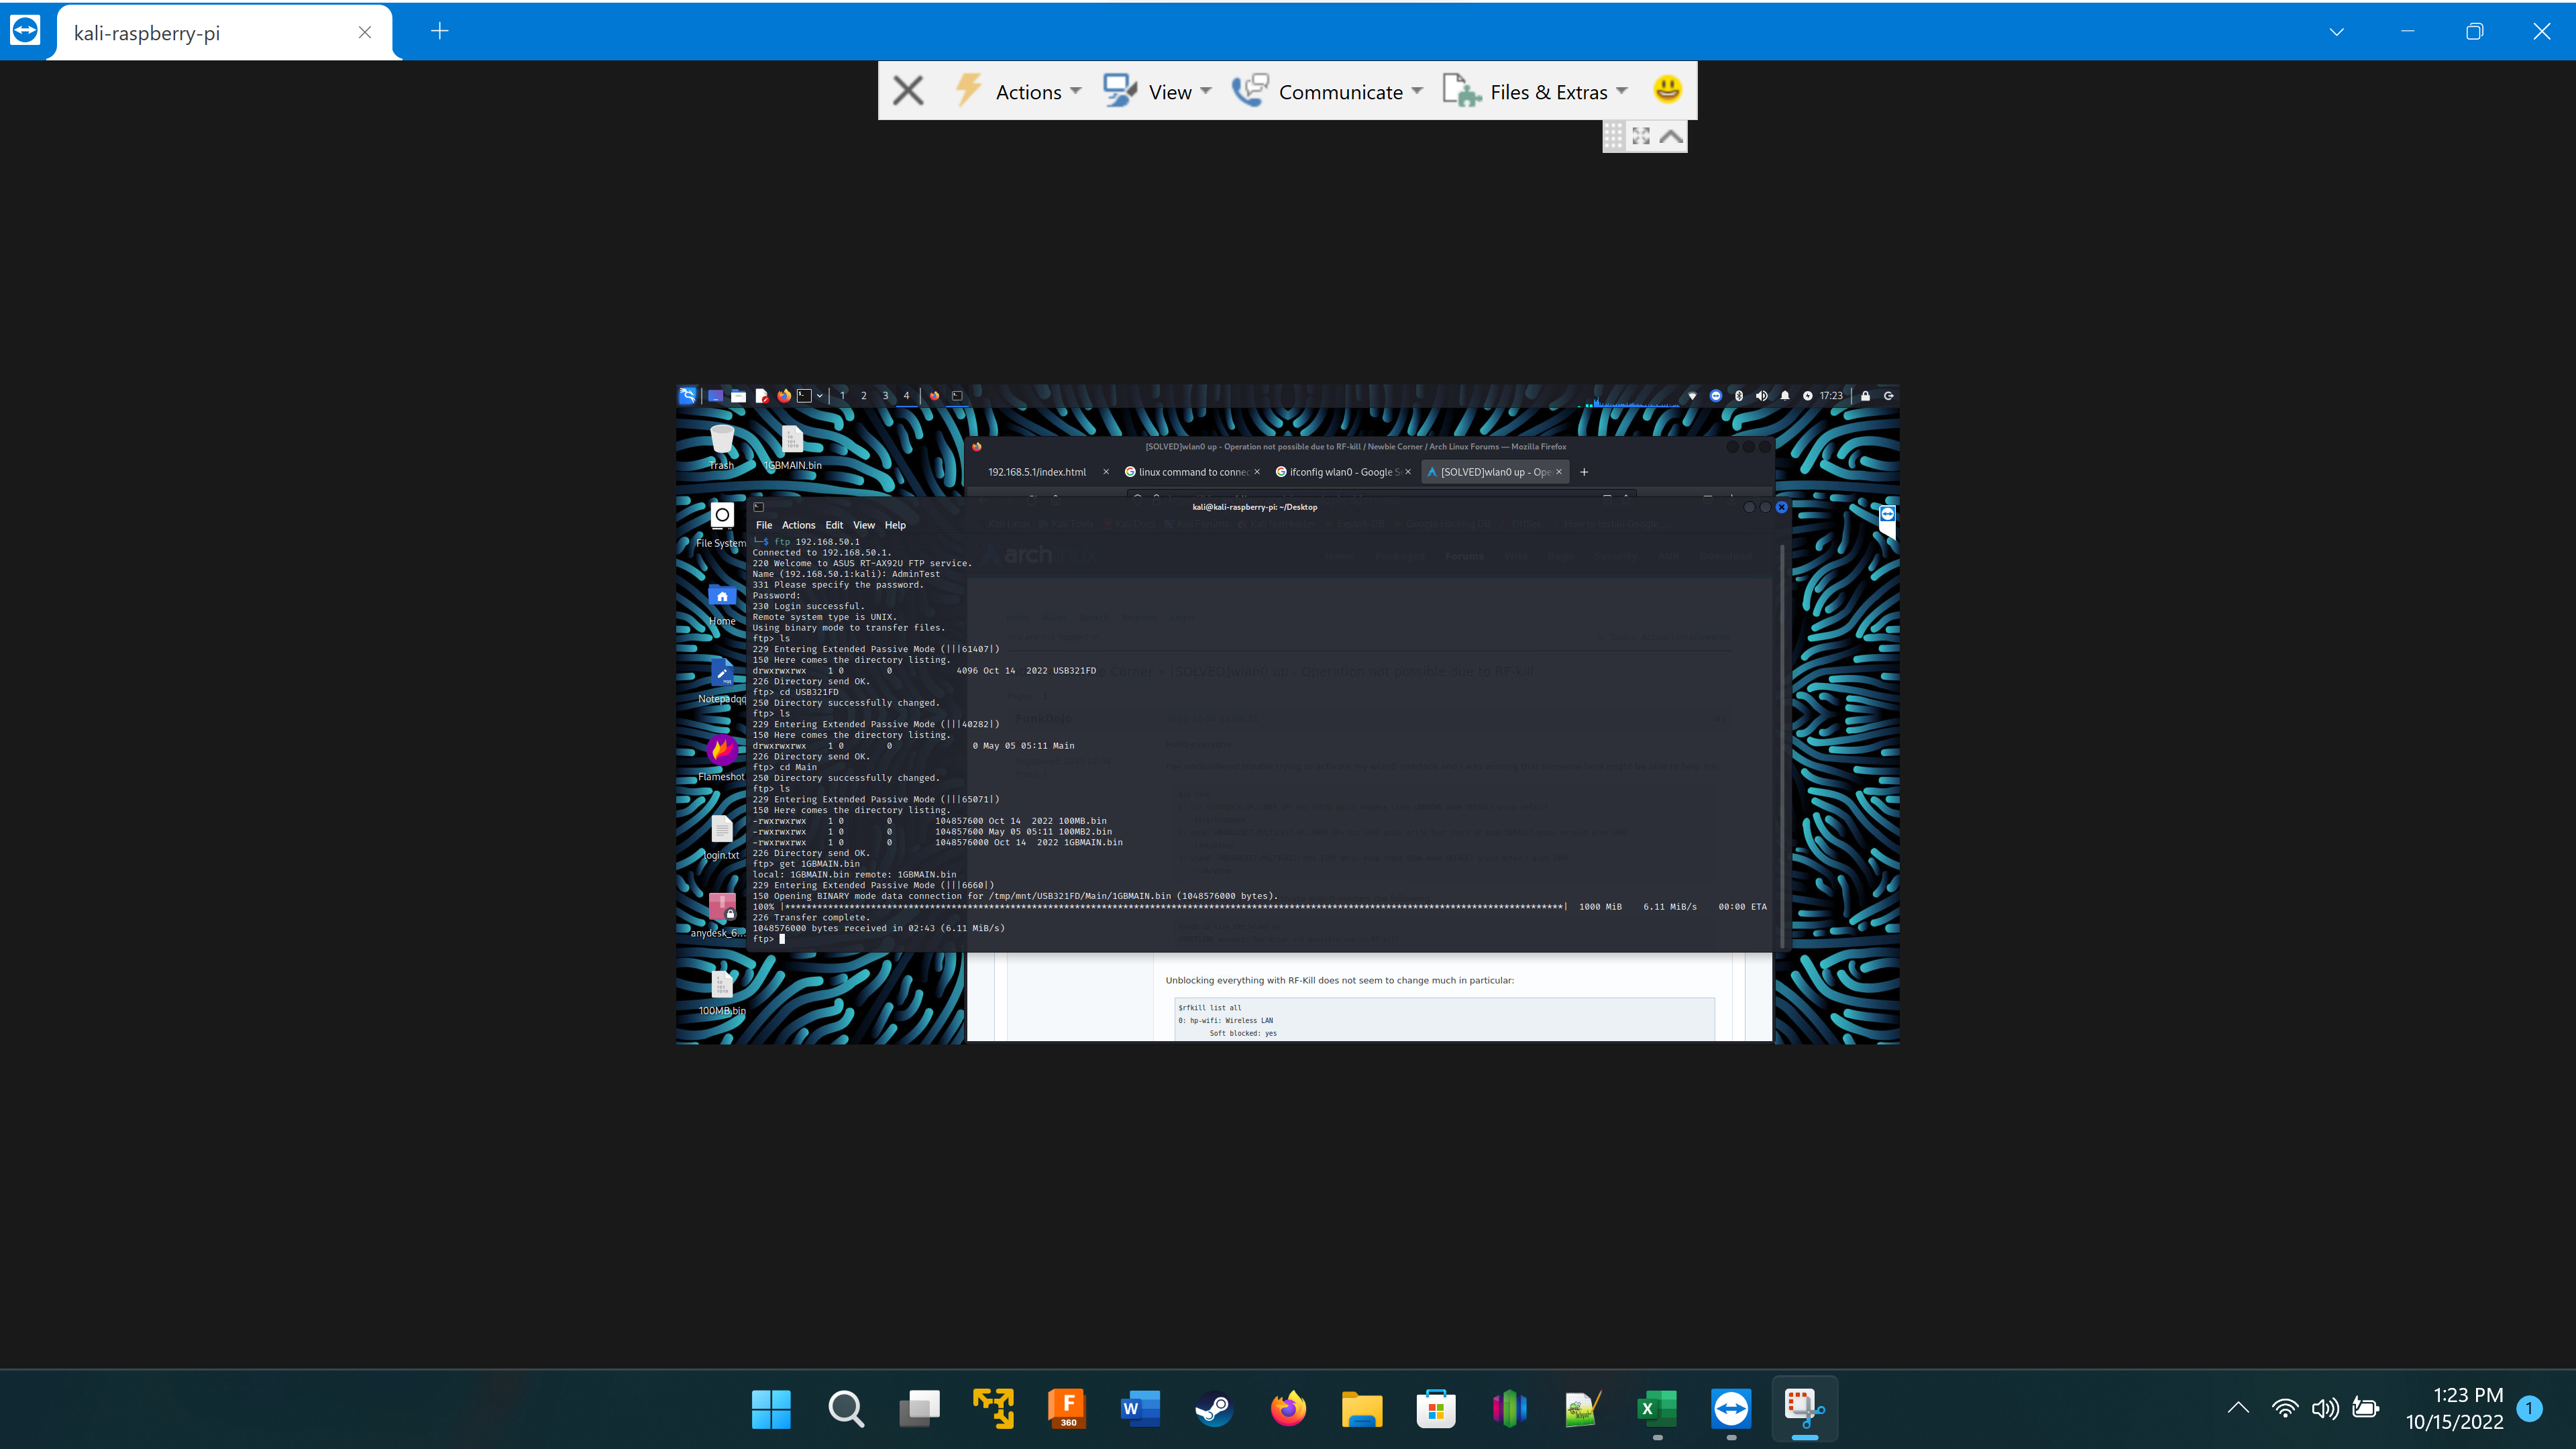 kali-raspberry-pi
Actions View Communicate Files & Extras
1 2 3 4 17:23
Trash 1GBMAIN.bin
[SOLVED]wlan0 up - Operation not possible due to RF-kill / Newbie Corner / Arch Linux Forums — Mozilla Firefox
192.168.5.1/index.html linux command to connec ifconfig wlan0 - Google S [SOLVED]wlan0 up - Ope
kali@kali-raspberry-pi: ~/Desktop
File Actions Edit View Help
File System
Home
Notepadqq
Flameshot
login.txt
anydesk_6...
100MB.bin
└─$ ftp 192.168.50.1
Connected to 192.168.50.1.
220 Welcome to ASUS RT-AX92U FTP service.
Name (192.168.50.1:kali): AdminTest
331 Please specify the password.
Password:
230 Login successful.
Remote system type is UNIX.
Using binary mode to transfer files.
ftp> ls
229 Entering Extended Passive Mode (|||61407|)
150 Here comes the directory listing.
drwxrwxrwx 1 0 0 4096 Oct 14 2022 USB321FD
226 Directory send OK.
ftp> cd USB321FD
250 Directory successfully changed.
ftp> ls
229 Entering Extended Passive Mode (|||40282|)
150 Here comes the directory listing.
drwxrwxrwx 1 0 0 0 May 05 05:11 Main
226 Directory send OK.
ftp> cd Main
250 Directory successfully changed.
ftp> ls
229 Entering Extended Passive Mode (|||65071|)
150 Here comes the directory listing.
-rwxrwxrwx 1 0 0 104857600 Oct 14 2022 100MB.bin
-rwxrwxrwx 1 0 0 104857600 May 05 05:11 100MB2.bin
-rwxrwxrwx 1 0 0 1048576000 Oct 14 2022 1GBMAIN.bin
226 Directory send OK.
ftp> get 1GBMAIN.bin
local: 1GBMAIN.bin remote: 1GBMAIN.bin
229 Entering Extended Passive Mode (|||6660|)
150 Opening BINARY mode data connection for /tmp/mnt/USB321FD/Main/1GBMAIN.bin (1048576000 bytes).
100% |***| 1000 MiB 6.11 MiB/s 00:00 ETA
226 Transfer complete.
1048576000 bytes received in 02:43 (6.11 MiB/s)
ftp>
arch
Corner » [SOLVED]wlan0 up - Operation not possible due to RF-kill
Unblocking everything with RF-Kill does not seem to change much in particular:
$rfkill list all
0: hp-wifi: Wireless LAN
Soft blocked: yes
F
360
W
X
1:23 PM
10/15/2022
1